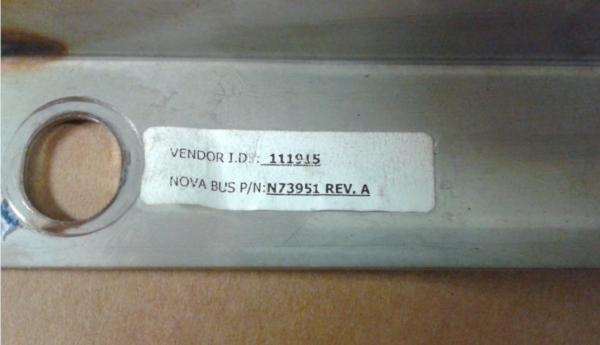 VENDOR I.D#: 111915
NOVA BUS P/N:N73951 REV. A